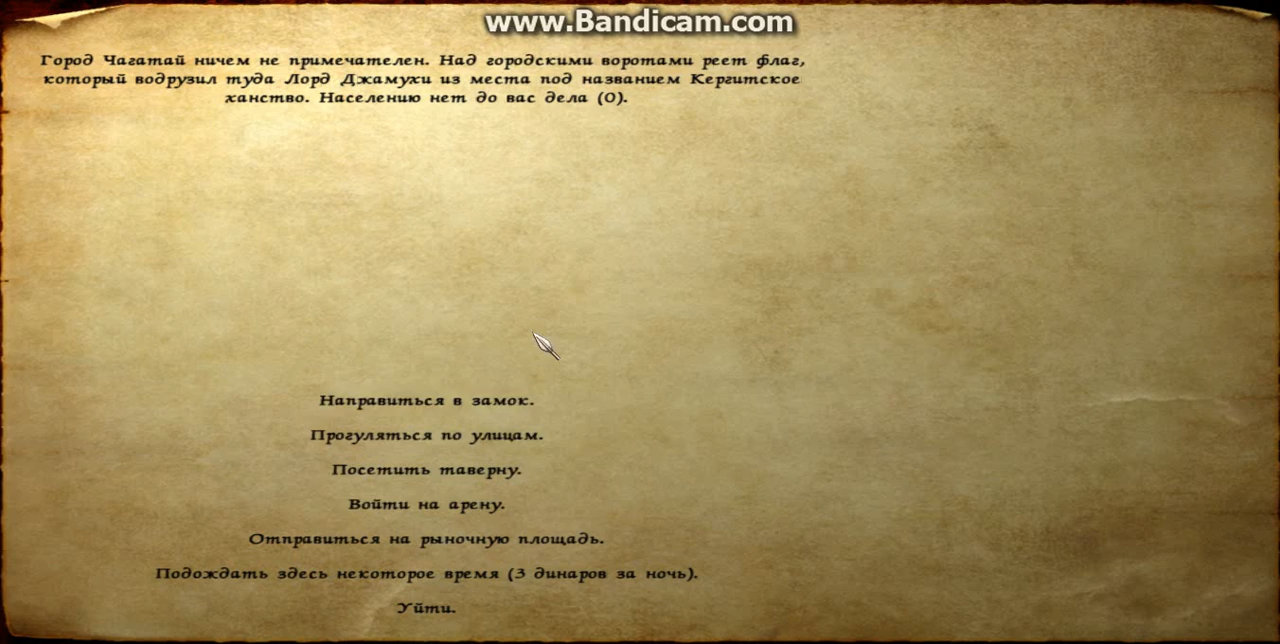 www.Bandicam.com
Город Чагатай ничем не примечателен. Над городскими воротами реет флаг,
который водрузил туда Лорд Джамухи из места под названием Кергитское
ханство. Населению нет до вас дела (0).
Направиться в замок.
Прогуляться по улицам.
Посетить таверну.
Войти на арену.
Отправиться на рыночную площадь.
Подождать здесь некоторое время (3 динаров за ночь).
Уйти.